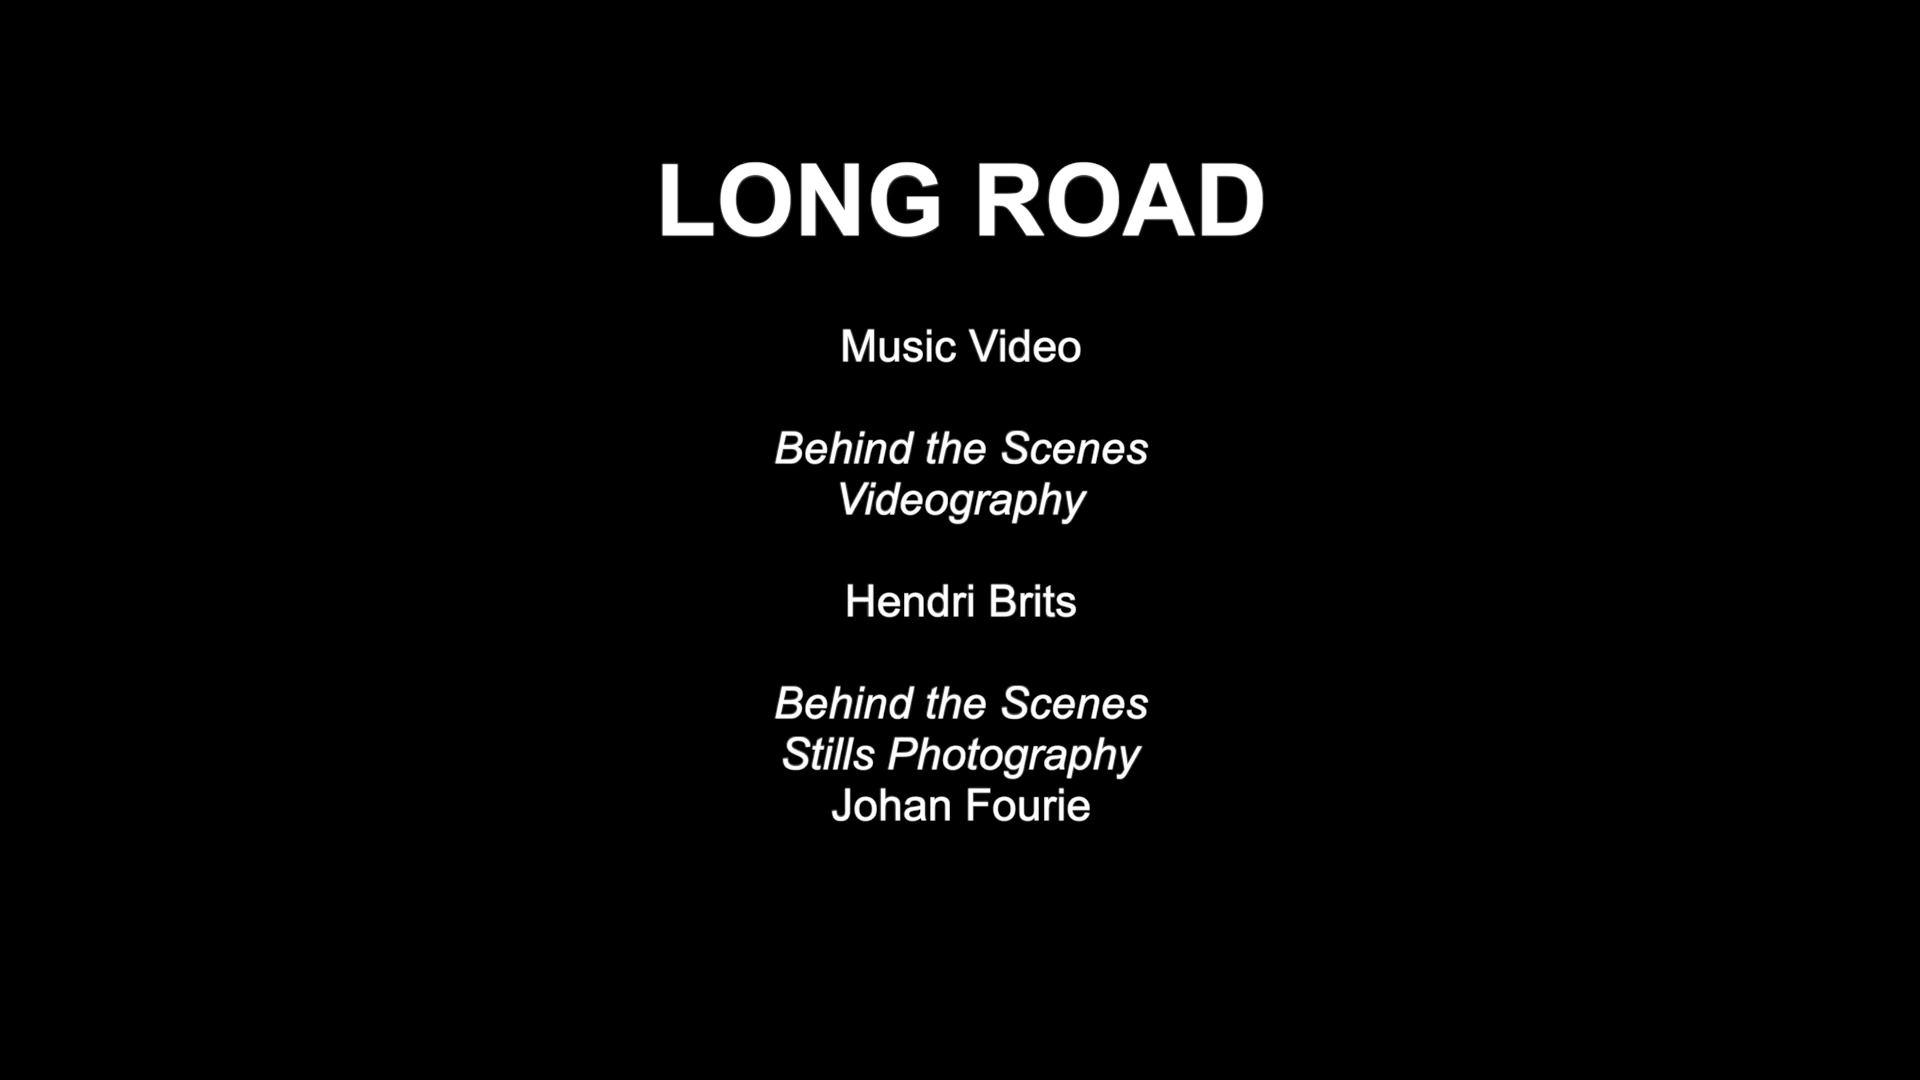 LONG ROAD
Music Video
Behind the Scenes
Videography
Hendri Brits
Behind the Scenes
Stills Photography
Johan Fourie